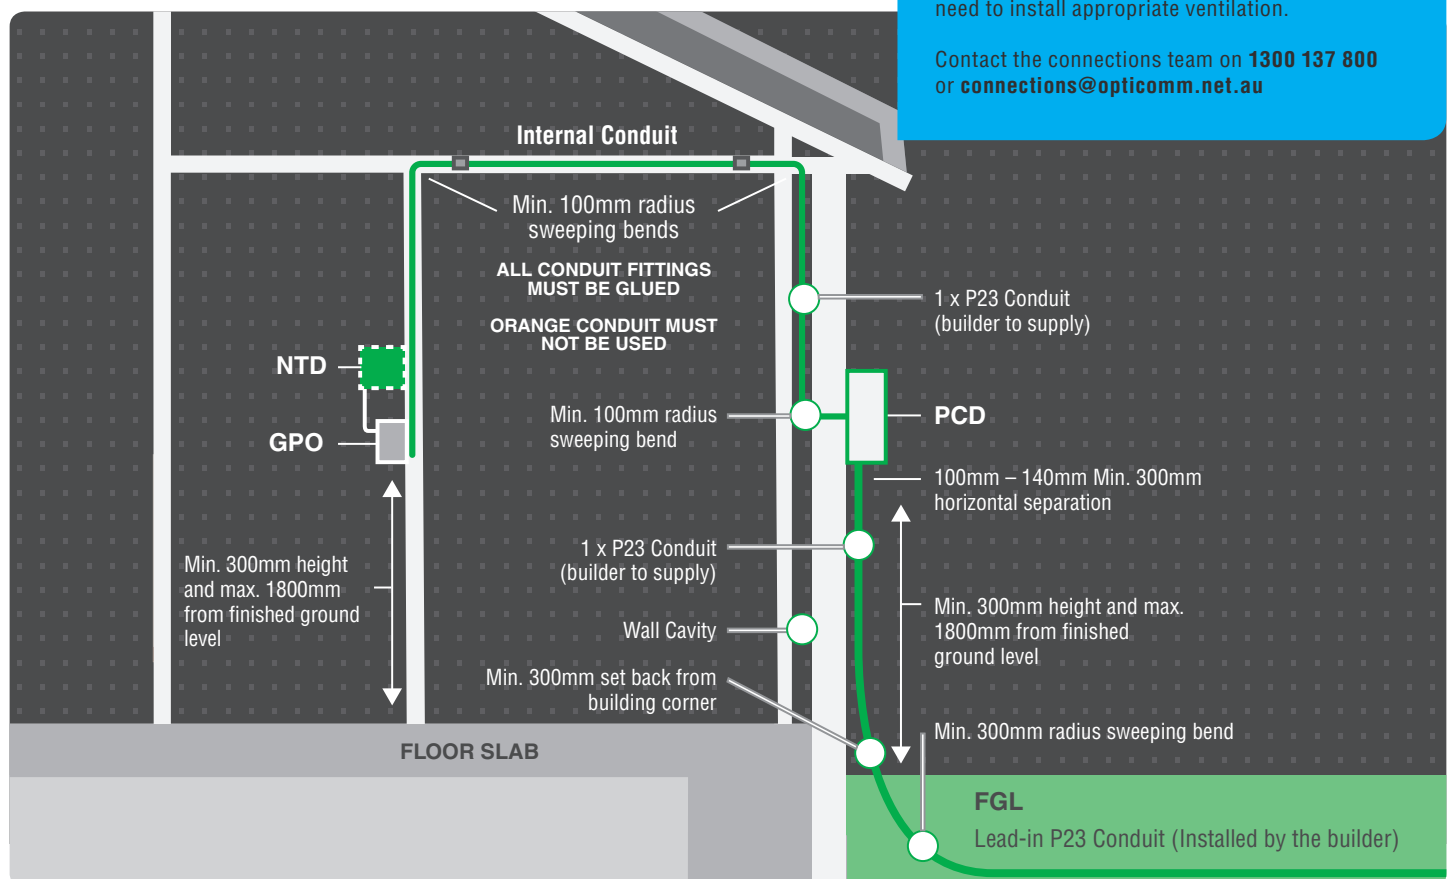 need to install appropriate ventilation.
Contact the connections team on 1300 137 800
or connections@opticomm.net.au
Internal Conduit
Min. 100mm radius
sweeping bends
ALL CONDUIT FITTINGS
MUST BE GLUED
ORANGE CONDUIT MUST
NOT BE USED
1 x P23 Conduit
(builder to supply)
NTD
GPO
Min. 100mm radius
sweeping bend
PCD
100mm – 140mm Min. 300mm
horizontal separation
Min. 300mm height
and max. 1800mm
from finished ground
level
1 x P23 Conduit
(builder to supply)
Wall Cavity
Min. 300mm set back from
building corner
Min. 300mm height and max.
1800mm from finished
ground level
Min. 300mm radius sweeping bend
FLOOR SLAB
FGL
Lead-in P23 Conduit (Installed by the builder)